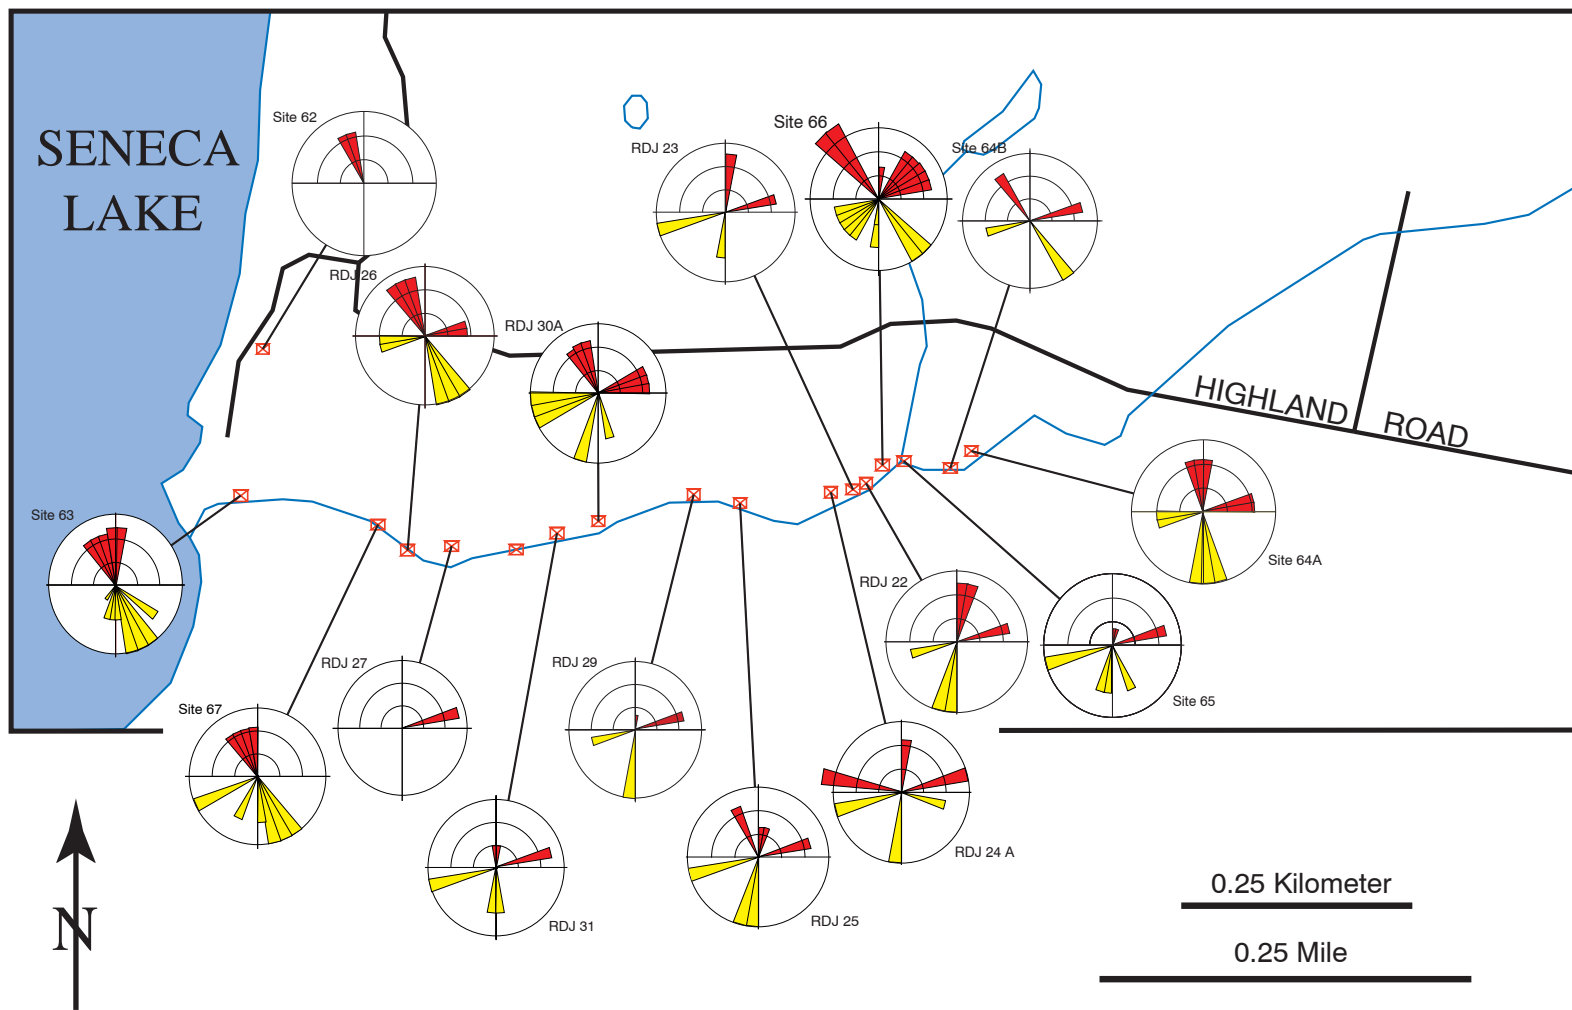 SENECA
LAKE
Site 62
RDJ 23
Site 66
Site 64B
RDJ 26
RDJ 30A
HIGHLAND ROAD
Site 63
Site 64A
RDJ 22
Site 65
RDJ 27
RDJ 29
Site 67
RDJ 24 A
RDJ 31
RDJ 25
0.25 Kilometer
0.25 Mile
N